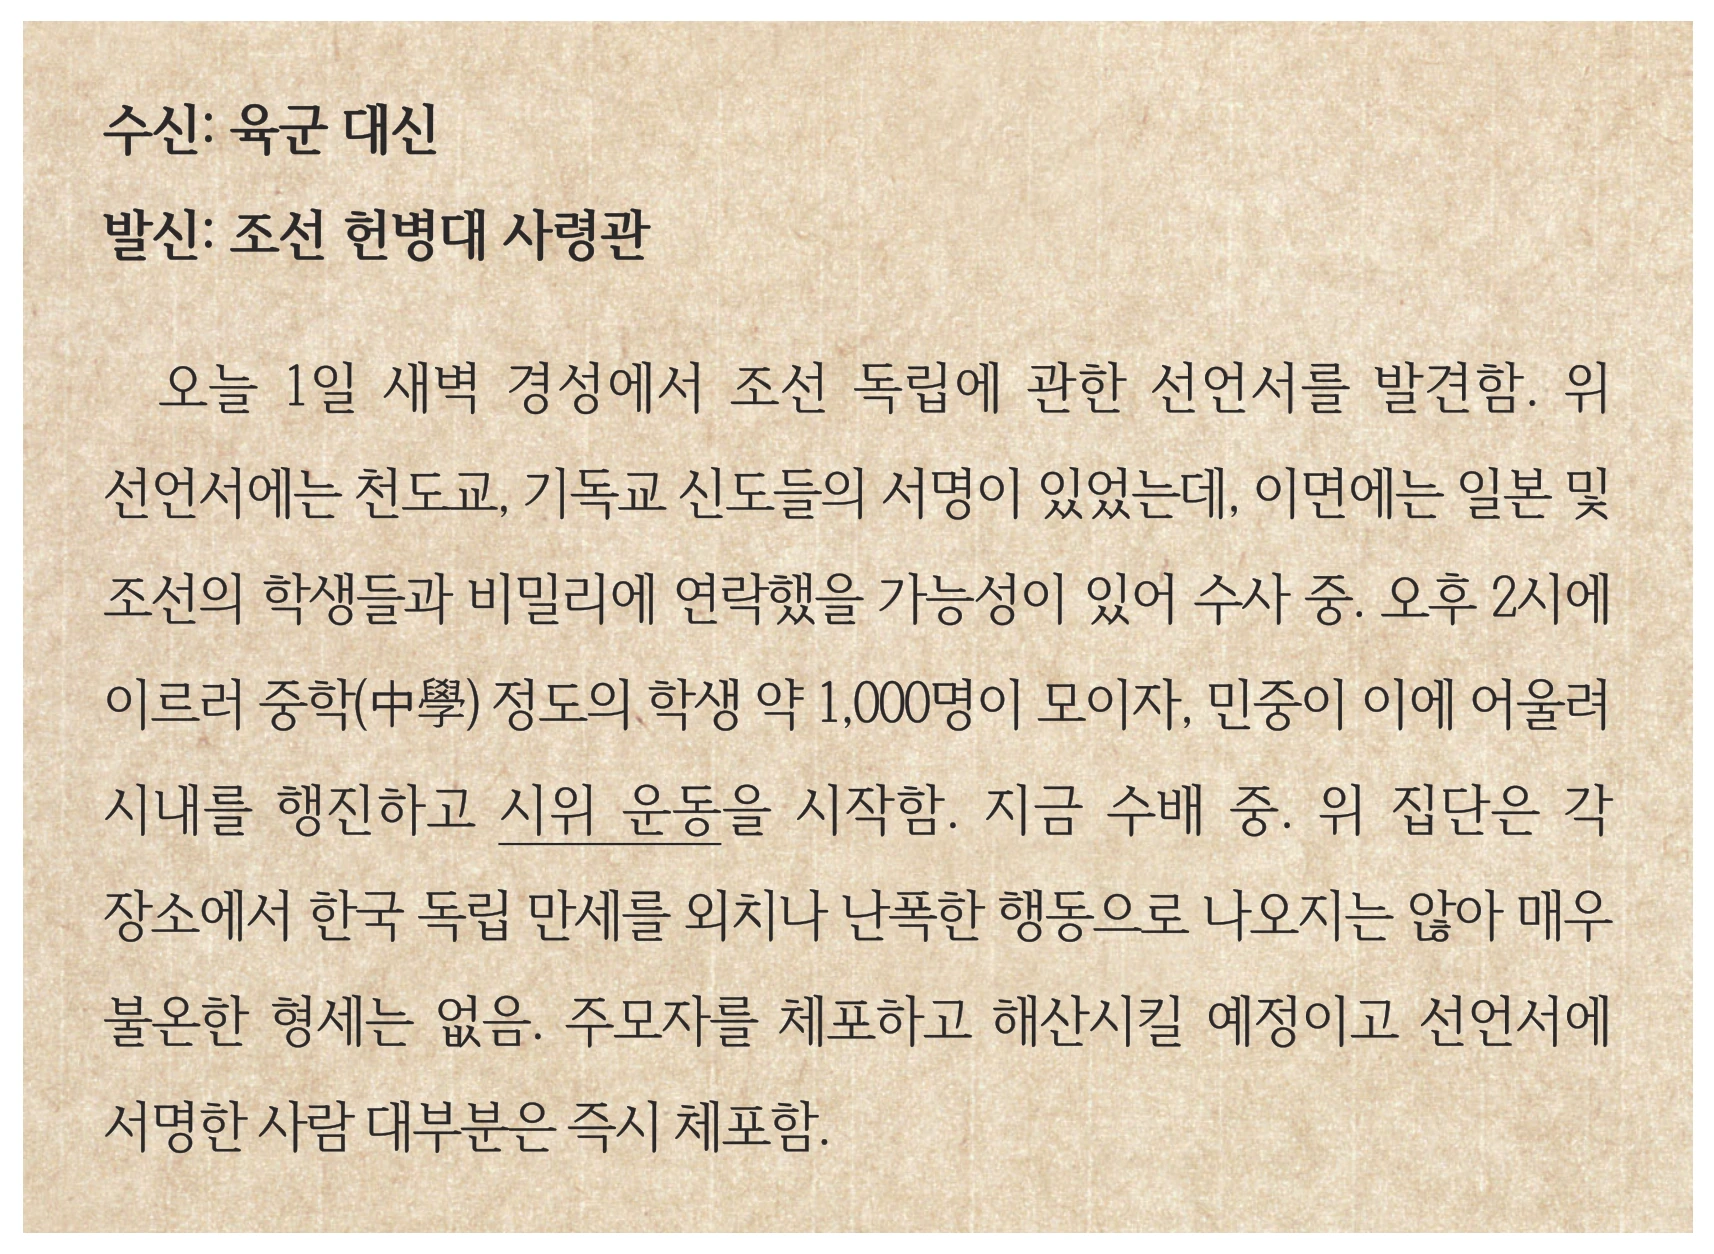 수신: 육군 대신
발신: 조선 헌병대 사령관
오늘 1일 새벽 경성에서 조선 독립에 관한 선언서를 발견함. 위
선언서에는 천도교, 기독교 신도들의 서명이 있었는데, 이면에는 일본 및
조선의 학생들과 비밀리에 연락했을 가능성이 있어 수사 중. 오후 2시에
이르러 중학(中學) 정도의 학생 약 1,000명이 모이자, 민중이 이에 어울려
시내를 행진하고 시위 운동을 시작함. 지금 수배 중. 위 집단은 각
장소에서 한국 독립 만세를 외치나 난폭한 행동으로 나오지는 않아 매우
불온한 형세는 없음. 주모자를 체포하고 해산시킬 예정이고 선언서에
서명한 사람 대부분은 즉시 체포함.